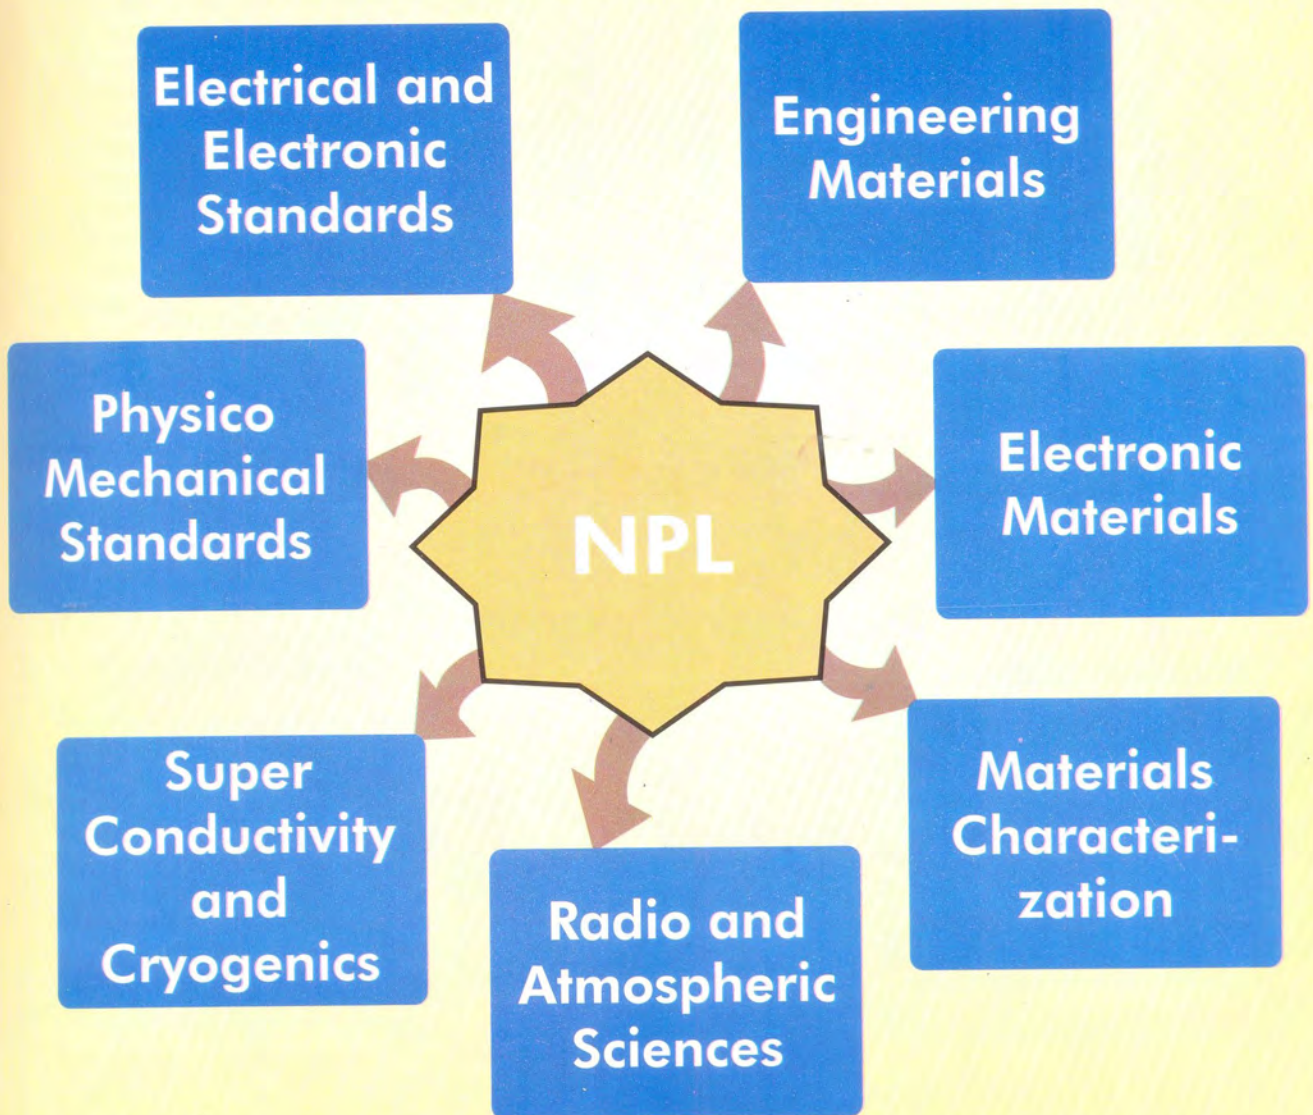 Electrical and
Electronic
Standards
Engineering
Materials
Physico
Mechanical
Standards
NPL
Electronic
Materials
Super
Conductivity
and
Cryogenics
Radio and
Atmospheric
Sciences
Materials
Characteri-
zation